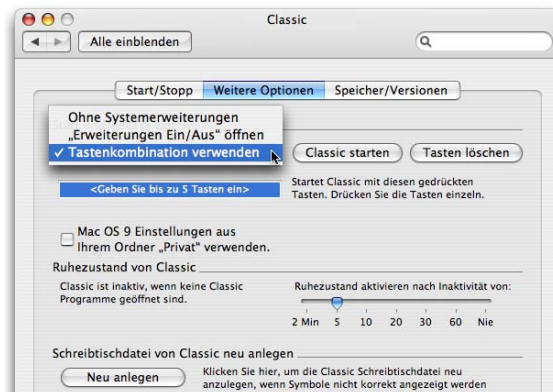 Classic
Alle einblenden
Start/Stopp Weitere Optionen Speicher/Versionen
Ohne Systemerweiterungen
„Erweiterungen Ein/Aus“ öffnen
✓ Tastenkombination verwenden
Classic starten Tasten löschen
<Geben Sie bis zu 5 Tasten ein>
Startet Classic mit diesen gedrückten
Tasten. Drücken Sie die Tasten einzeln.
Mac OS 9 Einstellungen aus
Ihrem Ordner „Privat“ verwenden.
Ruhezustand von Classic
Classic ist inaktiv, wenn keine Classic
Programme geöffnet sind.
Ruhezustand aktivieren nach Inaktivität von:
2 Min 5 10 20 30 60 Nie
Schreibtischdatei von Classic neu anlegen
Neu anlegen
Klicken Sie hier, um die Classic Schreibtischdatei neu
anzulegen, wenn Symbole nicht korrekt angezeigt werden